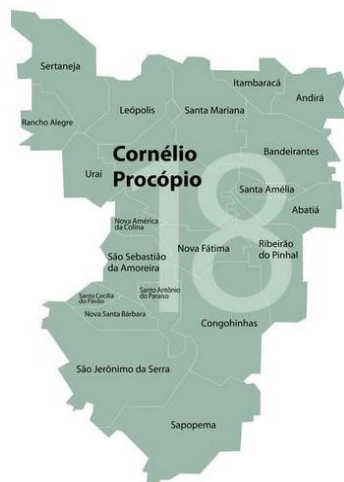 Sertaneja
Itambaracá
Andirá
Leópolis
Santa Mariana
Rancho Alegre
Cornélio
Procópio
Bandeirantes
Uraí
Santa Amélia
Abatiá
18
Nova América
da Colina
Nova Fátima
Ribeirão
do Pinhal
São Sebastião
da Amoreira
Santa Cecília
do Pavão
Santo Antônio
do Paraíso
Nova Santa Bárbara
Congohinhas
São Jerônimo da Serra
Sapopema